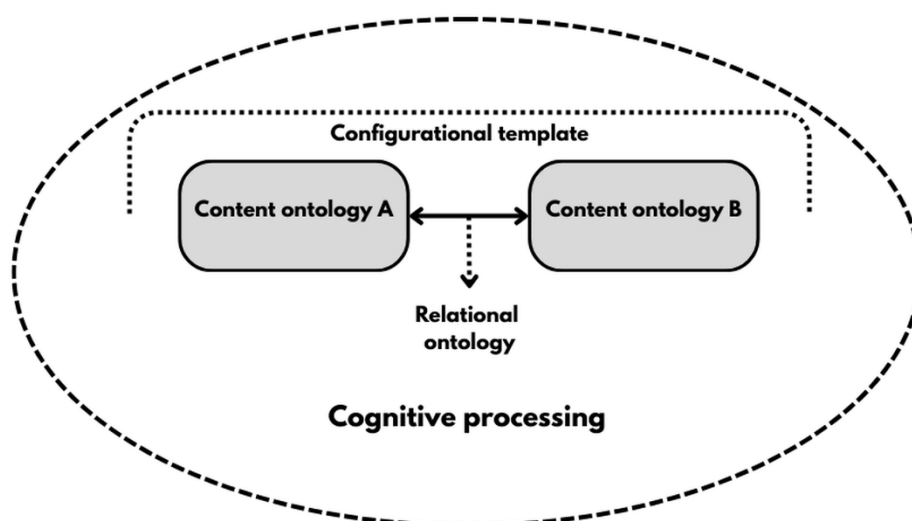 Configurational template
Content ontology A
Content ontology B
Relational
ontology
Cognitive processing